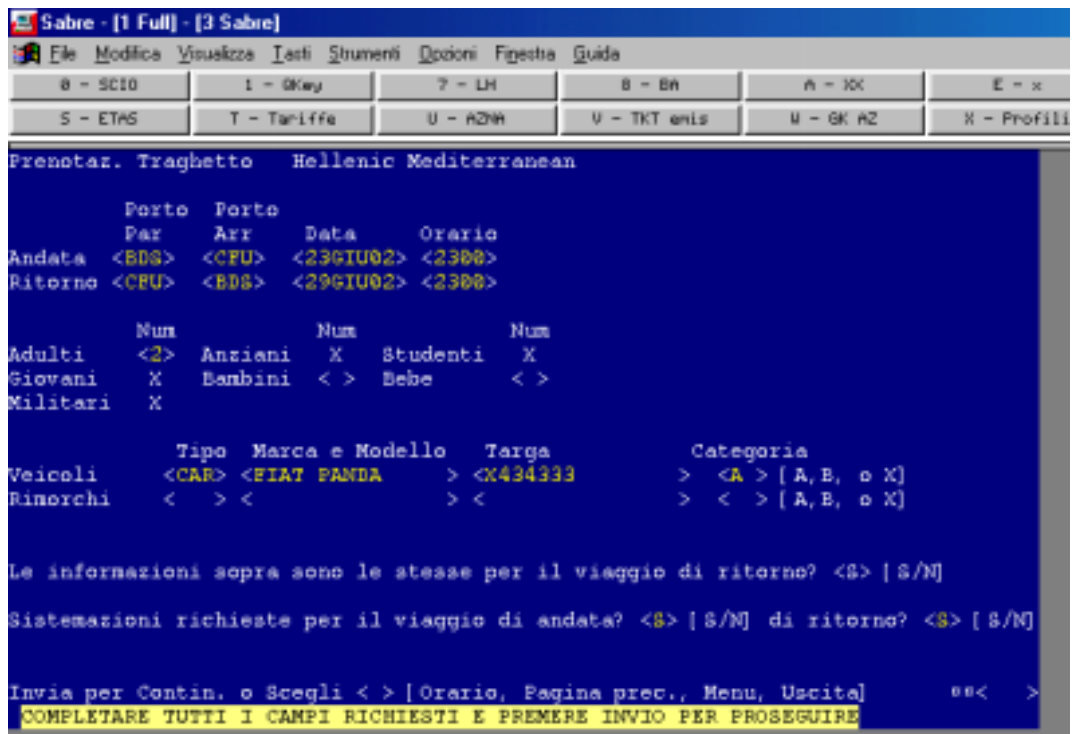 Sabre - [1 Full] - [3 Sabre]
File Modifica Visualizza Tasti Strumenti Opzioni Finestra Guida
0 - SCIO 1 - QKey 7 - LH 8 - BA A - XX E - x
S - ETAS T - Tariffe U - AZMA V - TKT emis W - GK AZ X - Profili
Prenotaz. Traghetto Hellenic Mediterranean
Porto Porto
Par Arr Data Orario
Andata <BDS> <CFU> <23GIU02> <2300>
Ritorno <CFU> <BDS> <29GIU02> <2300>
Num Num Num
Adulti <2> Anziani X Studenti X
Giovani X Bambini < > Bebe < >
Militari X
Tipo Marca e Modello Targa Categoria
Veicoli <CAR> <FIAT PANDA > <X434333 > <A > [ A,B, o X]
Rimorchi < > < > < > < > [ A,B, o X]
Le informazioni sopra sono le stesse per il viaggio di ritorno? <S> [ S/N]
Sistemazioni richieste per il viaggio di andata? <S> [ S/N] di ritorno? <S> [ S/N]
Invia per Contin. o Scegli < > [Orario, Pagina prec., Menu, Uscita] < >
COMPLETARE TUTTI I CAMPI RICHIESTI E PREMERE INVIO PER PROSEGUIRE